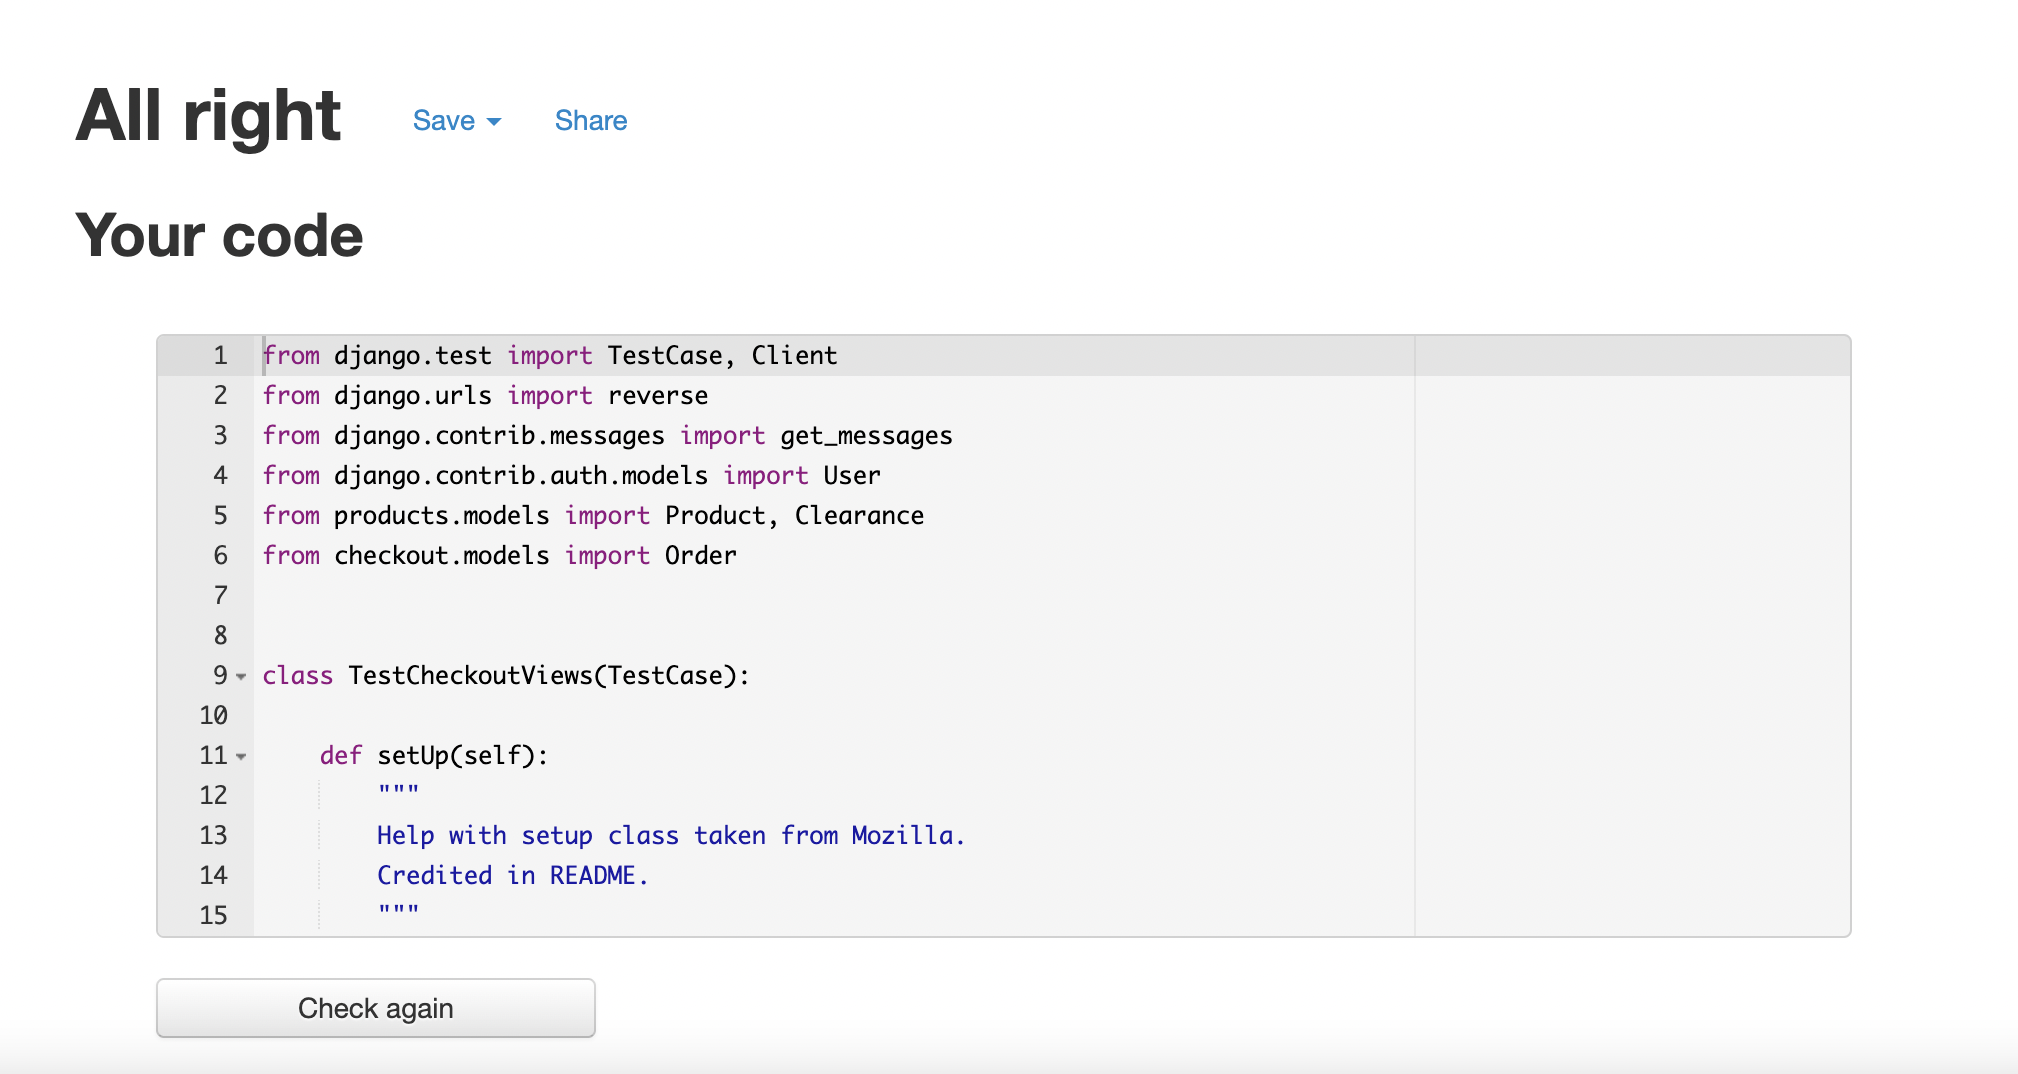 All right
Save
Share
Your code
1 from django.test import TestCase, Client
2 from django.urls import reverse
3 from django.contrib.messages import get_messages
4 from django.contrib.auth.models import User
5 from products.models import Product, Clearance
6 from checkout.models import Order
7
8
9 class TestCheckoutViews(TestCase):
10
11     def setUp(self):
12         """
13         Help with setup class taken from Mozilla.
14         Credited in README.
15         """
Check again